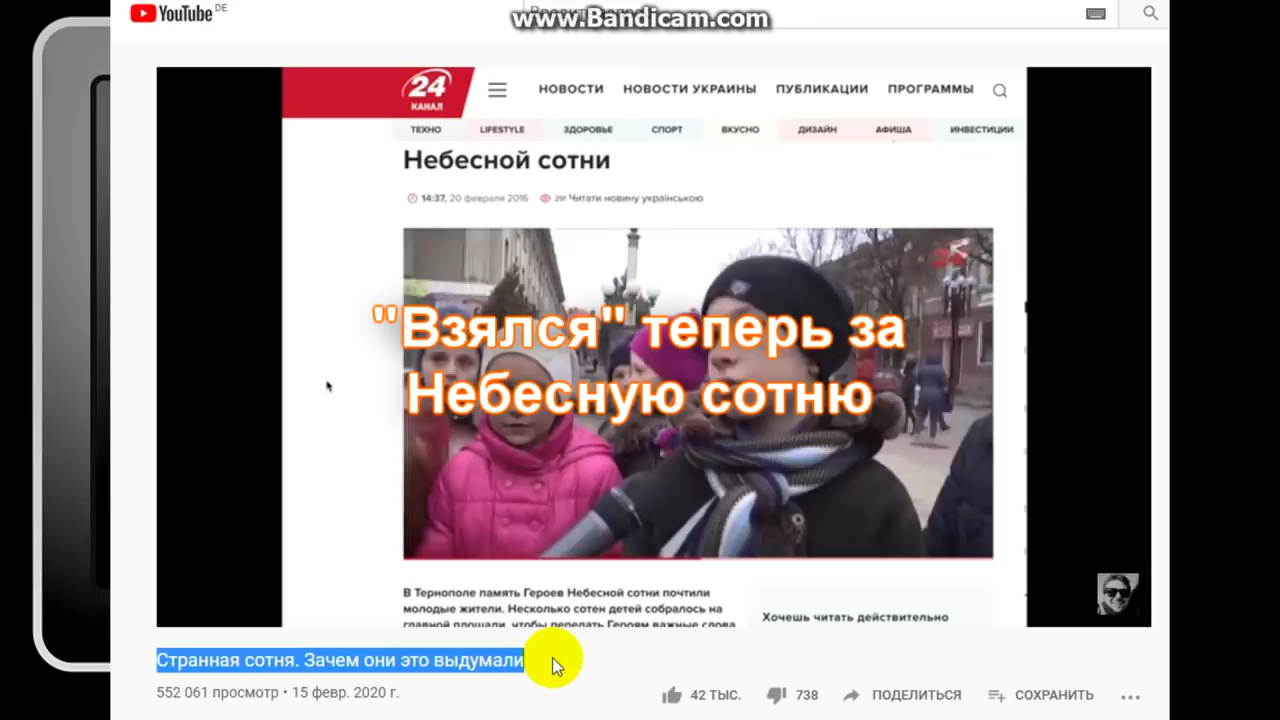 YouTube DE
www.Bandicam.com
24
КАНАЛ
НОВОСТИ НОВОСТИ УКРАИНЫ ПУБЛИКАЦИИ ПРОГРАММЫ
ТЕХНО LIFESTYLE ЗДОРОВЬЕ СПОРТ ВКУСНО ДИЗАЙН АФИША ИНВЕСТИЦИИ
Небесной сотни
14:37, 20 февраля 2016 Читати новину українською
"Взялся" теперь за
Небесную сотню
В Тернополе память Героев Небесной сотни почтили
молодые жители. Несколько сотен детей собралось на
главной площади, чтобы передать Героям важные слова
Хочешь читать действительно
Странная сотня. Зачем они это выдумали
552 061 просмотр • 15 февр. 2020 г.
42 ТЫС. 738 ПОДЕЛИТЬСЯ СОХРАНИТЬ